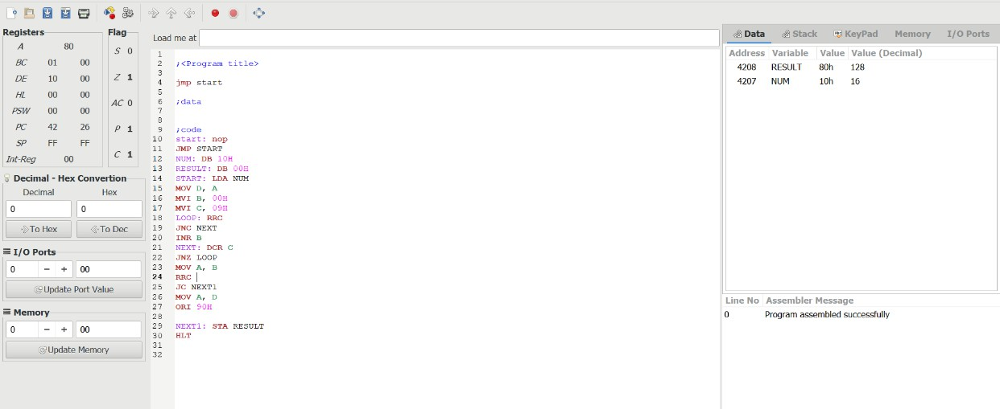 Registers
A 80
BC 01 00
DE 10 00
HL 00 00
PSW 00 00
PC 42 26
SP FF FF
Int-Reg 00
Flag
S 0
Z 1
AC 0
P 1
C 1
Decimal - Hex Convertion
Decimal Hex
0 0
To Hex To Dec
I/O Ports
0 − + 00
Update Port Value
Memory
0 − + 00
Update Memory
Load me at
1
2 ;<Program title>
3
4 jmp start
5
6 ;data
7
8
9 ;code
10 start: nop
11 JMP START
12 NUM: DB 10H
13 RESULT: DB 00H
14 START: LDA NUM
15 MOV D, A
16 MVI B, 00H
17 MVI C, 09H
18 LOOP: RRC
19 JNC NEXT
20 INR B
21 NEXT: DCR C
22 JNZ LOOP
23 MOV A, B
24 RRC
25 JC NEXT1
26 MOV A, D
27 ORI 90H
28
29 NEXT1: STA RESULT
30 HLT
31
32
Data Stack KeyPad Memory I/O Ports
Address Variable Value Value (Decimal)
4208 RESULT 80h 128
4207 NUM 10h 16
Line No Assembler Message
0 Program assembled successfully